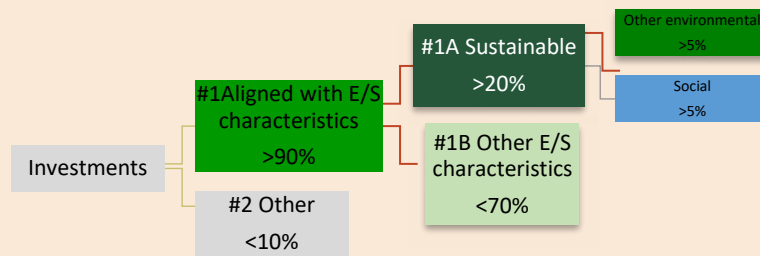 Investments
#1Aligned with E/S
characteristics
>90%
#2 Other
<10%
#1A Sustainable
>20%
#1B Other E/S
characteristics
<70%
Other environmental
>5%
Social
>5%